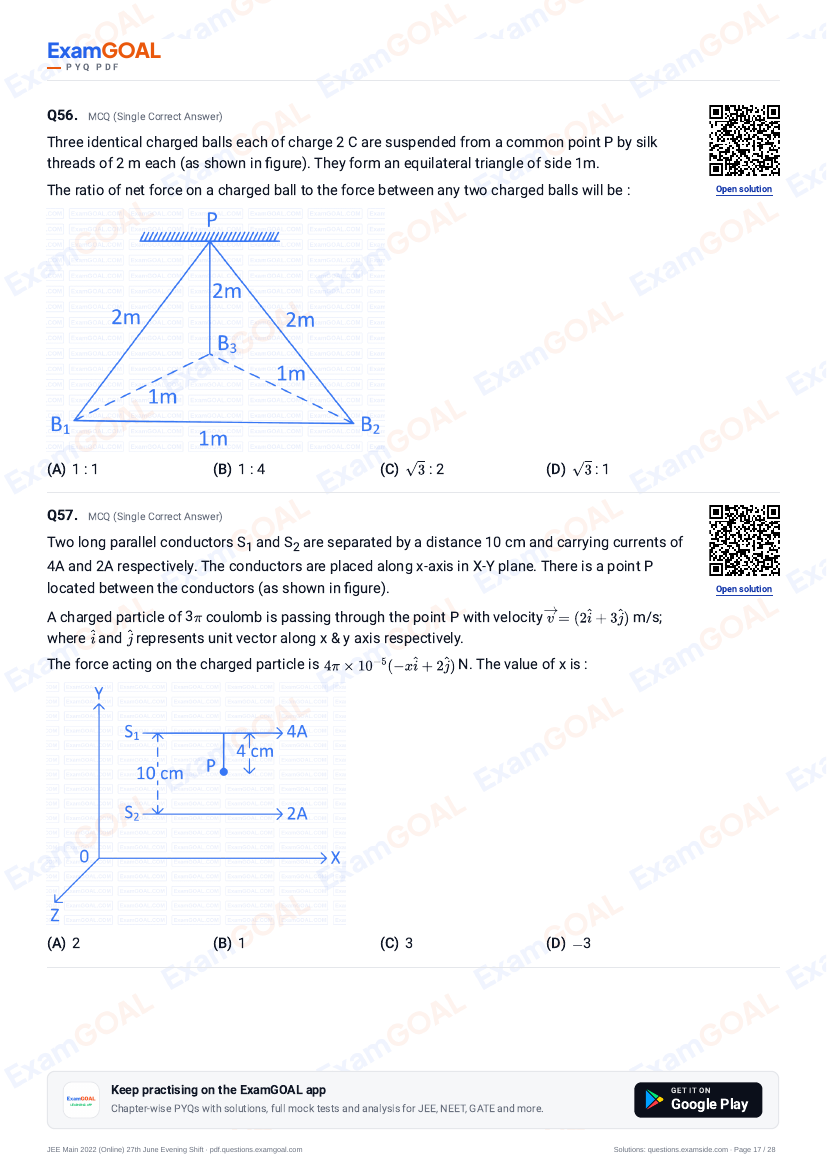 ExamGOAL
PYQ PDF
Q56. MCQ (Single Correct Answer)
Three identical charged balls each of charge 2 C are suspended from a common point P by silk
threads of 2 m each (as shown in figure). They form an equilateral triangle of side 1m.
The ratio of net force on a charged ball to the force between any two charged balls will be :
Open solution
P
2m
2m
2m
B₃
1m
1m
B₁
B₂
1m
(A) 1 : 1 (B) 1 : 4 (C) √3 : 2 (D) √3 : 1
Q57. MCQ (Single Correct Answer)
Two long parallel conductors S₁ and S₂ are separated by a distance 10 cm and carrying currents of
4A and 2A respectively. The conductors are placed along x-axis in X-Y plane. There is a point P
located between the conductors (as shown in figure).
Open solution
A charged particle of 3π coulomb is passing through the point P with velocity v⃗ = (2î + 3ĵ) m/s;
where î and ĵ represents unit vector along x & y axis respectively.
The force acting on the charged particle is 4π × 10⁻⁵(−xî + 2ĵ) N. The value of x is :
Y
S₁ 4A
4 cm
P
10 cm
S₂ 2A
O X
Z
(A) 2 (B) 1 (C) 3 (D) −3
ExamGOAL
Keep practising on the ExamGOAL app
Chapter-wise PYQs with solutions, full mock tests and analysis for JEE, NEET, GATE and more.
GET IT ON
Google Play
JEE Main 2022 (Online) 27th June Evening Shift · pdf.questions.examgoal.com Solutions: questions.examside.com · Page 17 / 28